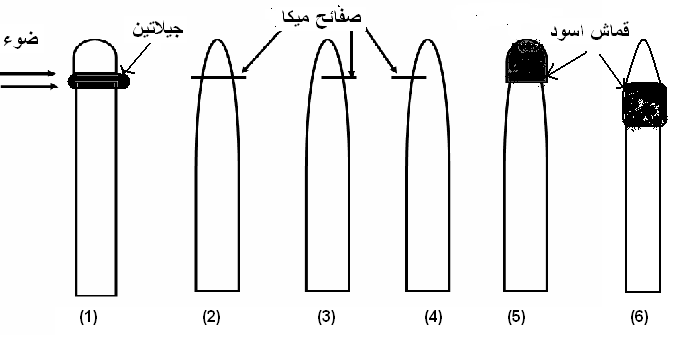 ضوء
جيلاتين
صفائح ميكا
قماش اسود
(1) (2) (3) (4) (5) (6)